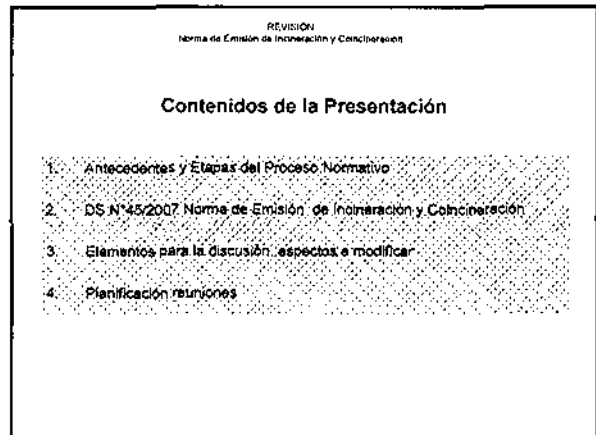 REVISIÓN
Norma de Emisión de Incineración y Coincineración
Contenidos de la Presentación
1. Antecedentes y Etapas del Proceso Normativo
2. DS N°45/2007 Norma de Emisión de Incineración y Coincineración
3. Elementos para la discusión, aspectos a modificar
4. Planificación reuniones